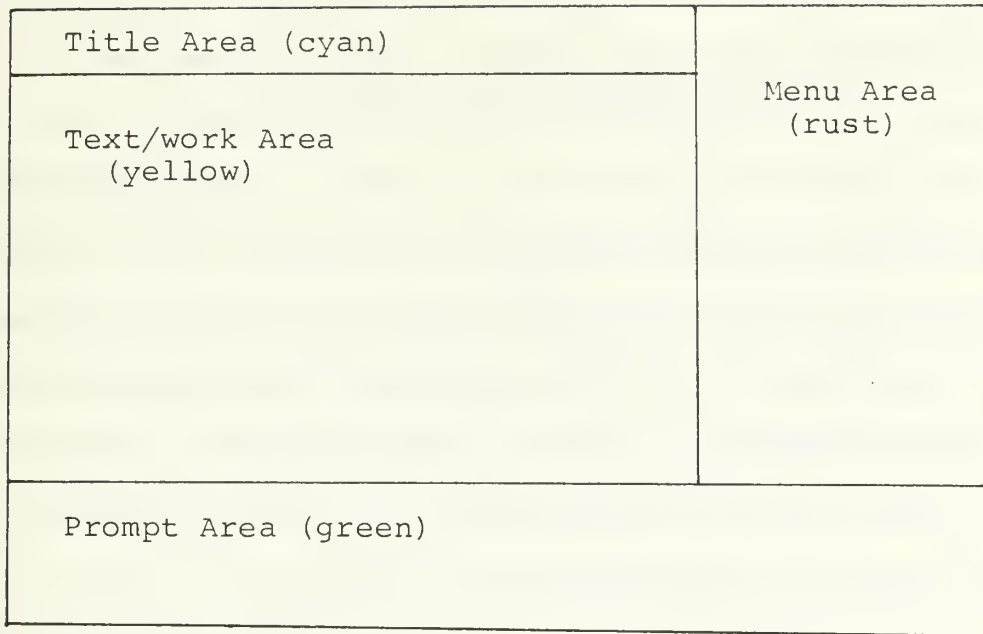 Title Area (cyan)
Menu Area
(rust)
Text/work Area
(yellow)
Prompt Area (green)